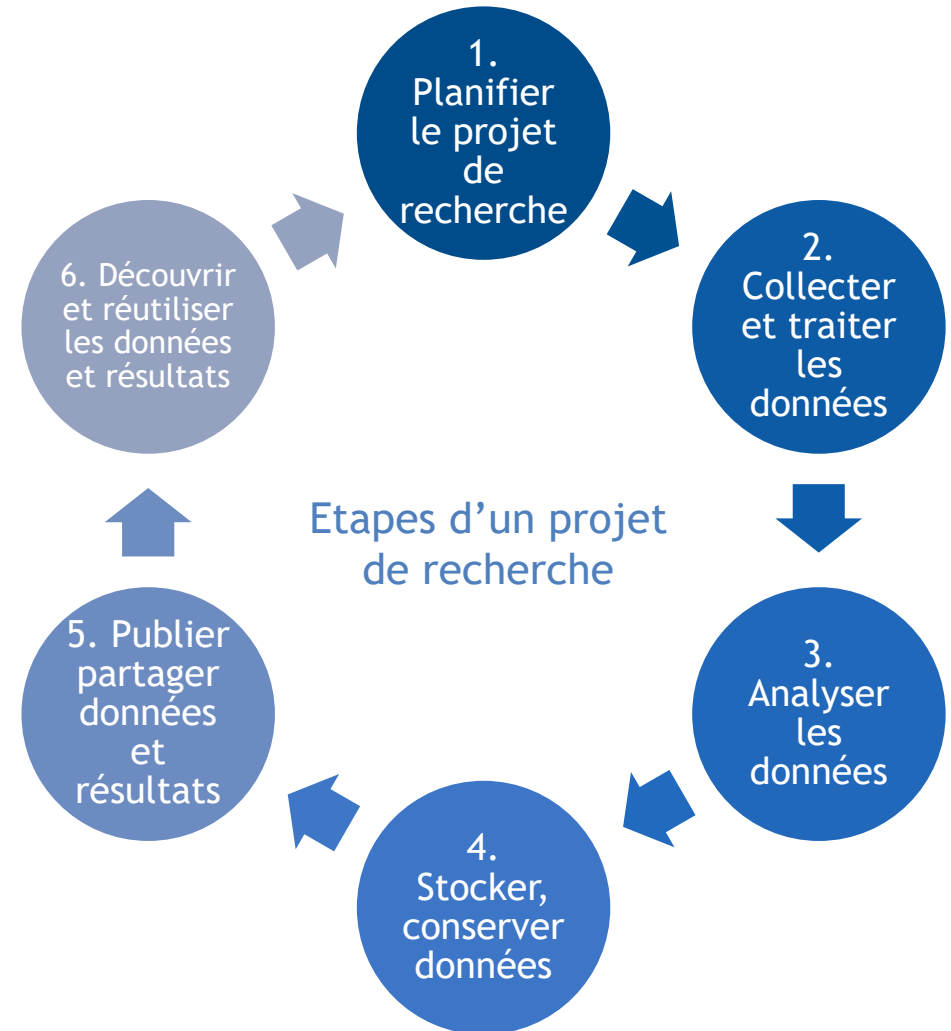 1.
Planifier
le projet
de
recherche
2.
Collecter
et traiter
les
données
3.
Analyser
les
données
4.
Stocker,
conserver
données
5. Publier
partager
données
et
résultats
6. Découvrir
et réutiliser
les données
et résultats
Etapes d’un projet
de recherche